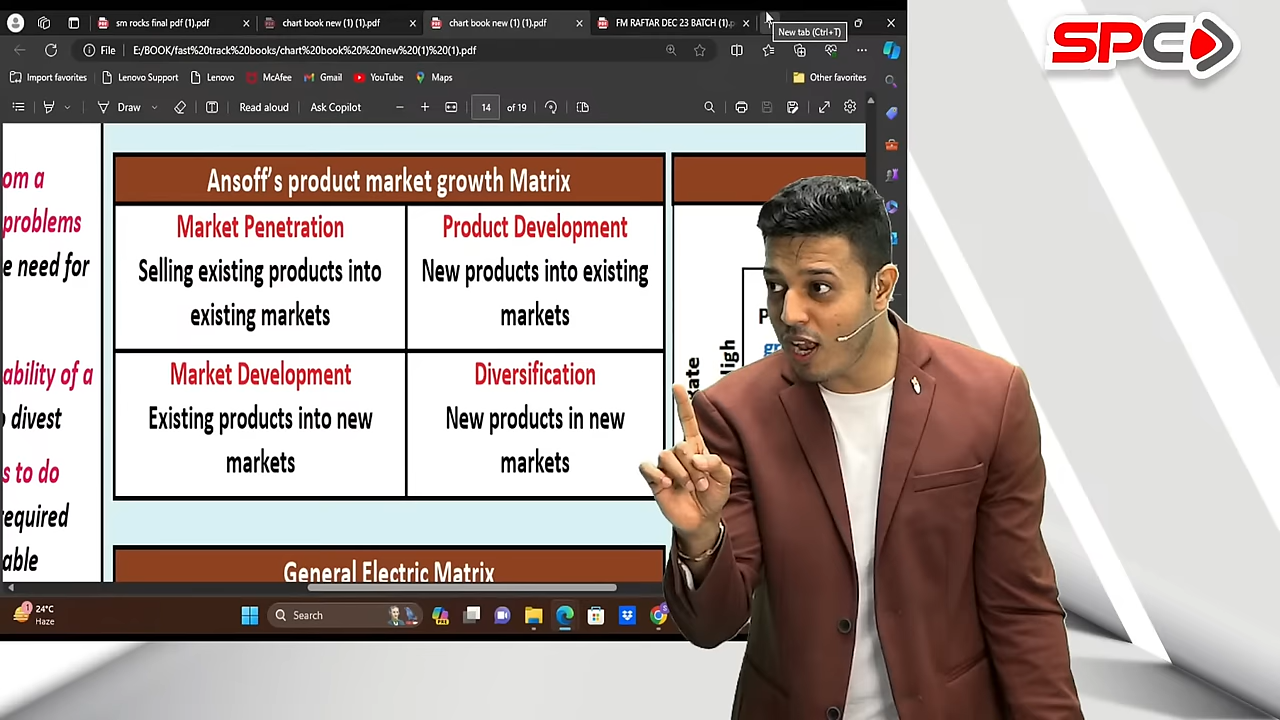 sm rocks final pdf (1).pdf
chart book new (1) (1).pdf
chart book new (1) (1).pdf
FM RAFTAR DEC 23 BATCH (1).p
New tab (Ctrl+T)
File
E:/BOOK/fa8%20track%20books/chart%20book%20%20new%20(1)%20(1).pdf
Import favorites
Lenovo Support
Lenovo
McAfee
Gmail
YouTube
Maps
Other favorites
Draw
Read aloud
Ask Copilot
14
of 19
SPC
om a
problems
e need for
ability of a
divest
s to do
required
able
Ansoff's product market growth Matrix
Market Penetration
Selling existing products into
existing markets
Product Development
New products into existing
markets
Market Development
Existing products into new
markets
Diversification
New products in new
markets
General Electric Matrix
P
gr
igh
ate
24°C
Haze
Search